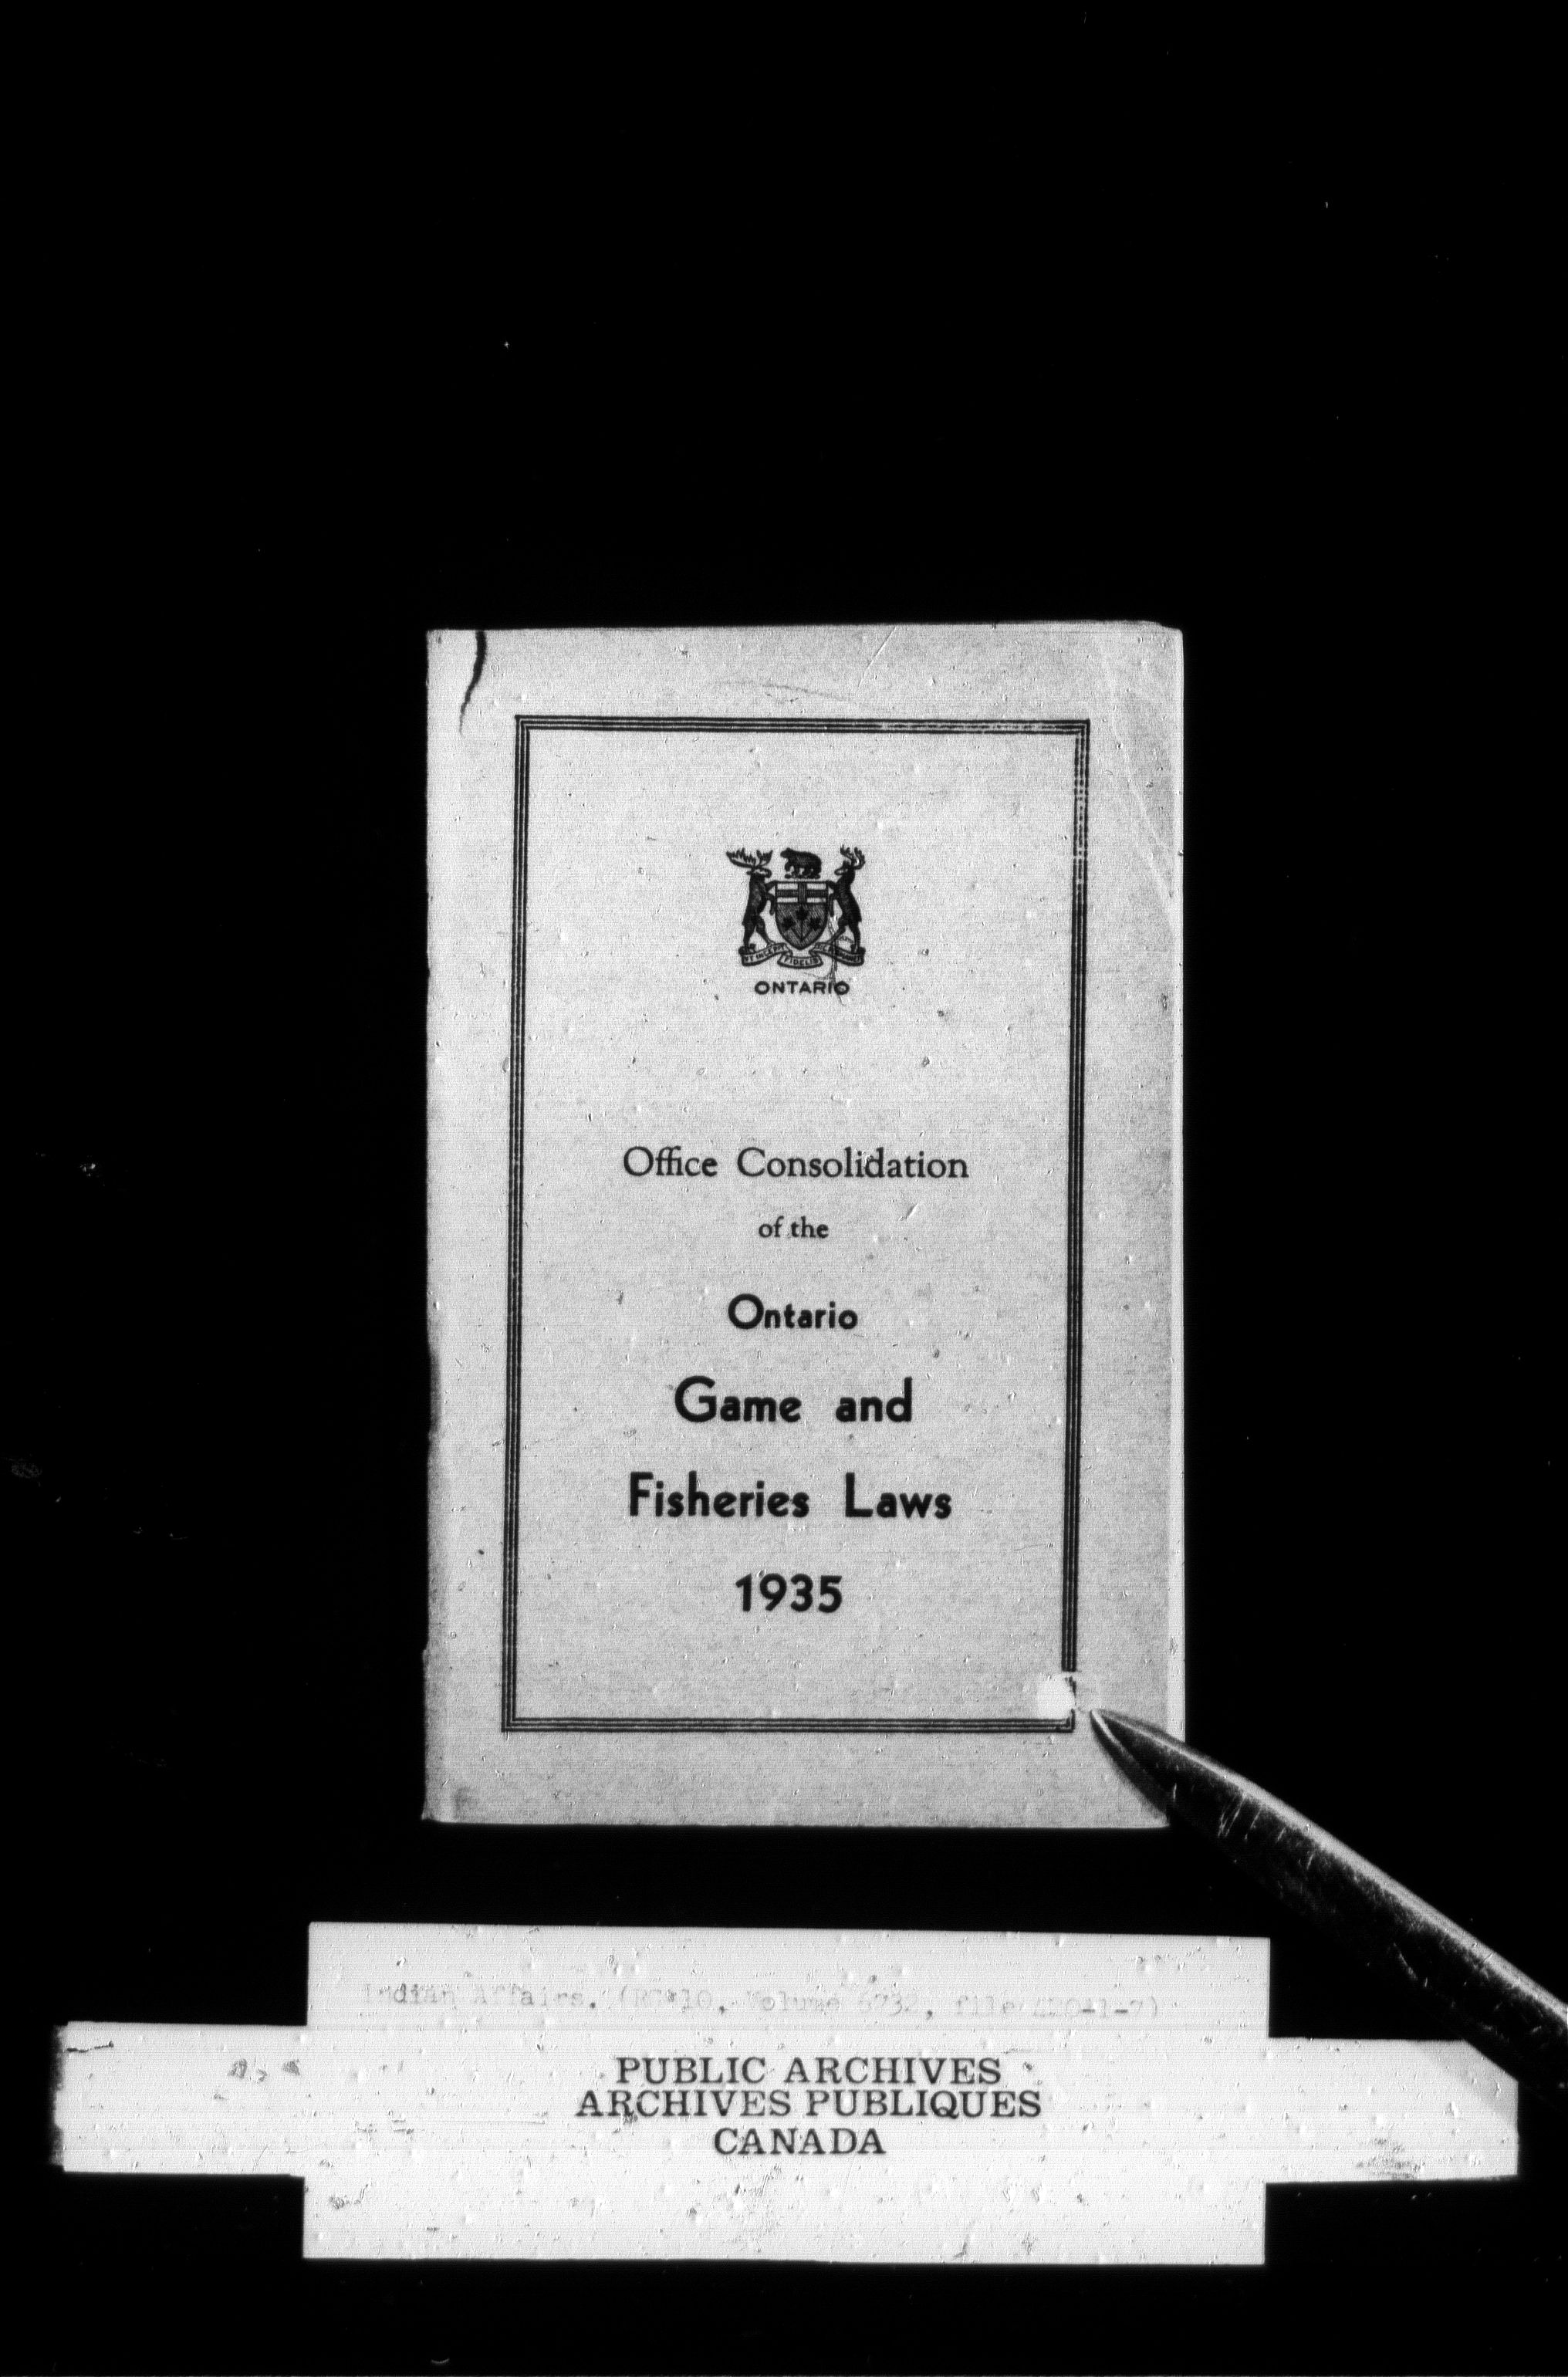 ONTARIO
Office Consolidation
of the
Ontario
Game and
Fisheries Laws
1935
Indian Affairs. (RG 10, Volume 6732, file
PUBLIC ARCHIVES
ARCHIVES PUBLIQUES
CANADA